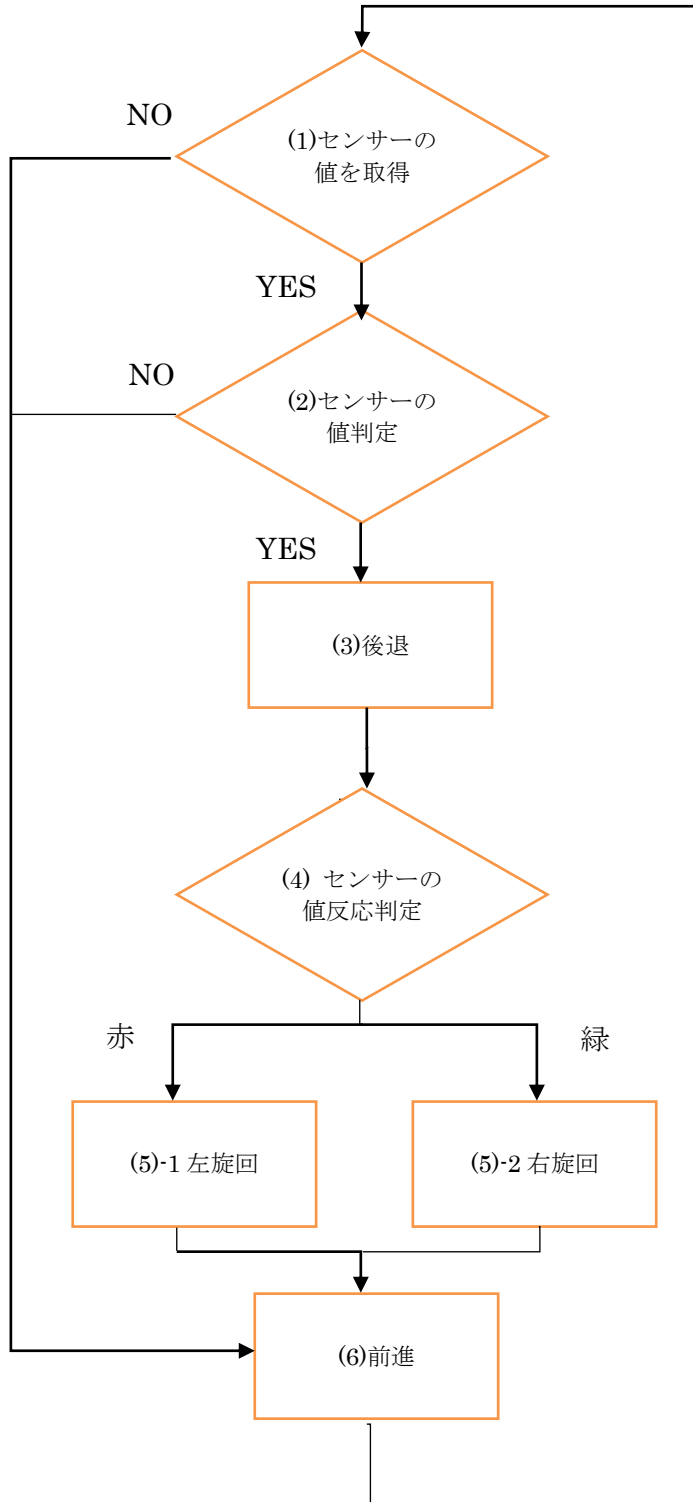 NO
(1)センサーの
値を取得
YES
NO
(2)センサーの
値判定
YES
(3)後退
(4) センサーの
値反応判定
赤
緑
(5)-1 左旋回
(5)-2 右旋回
(6)前進